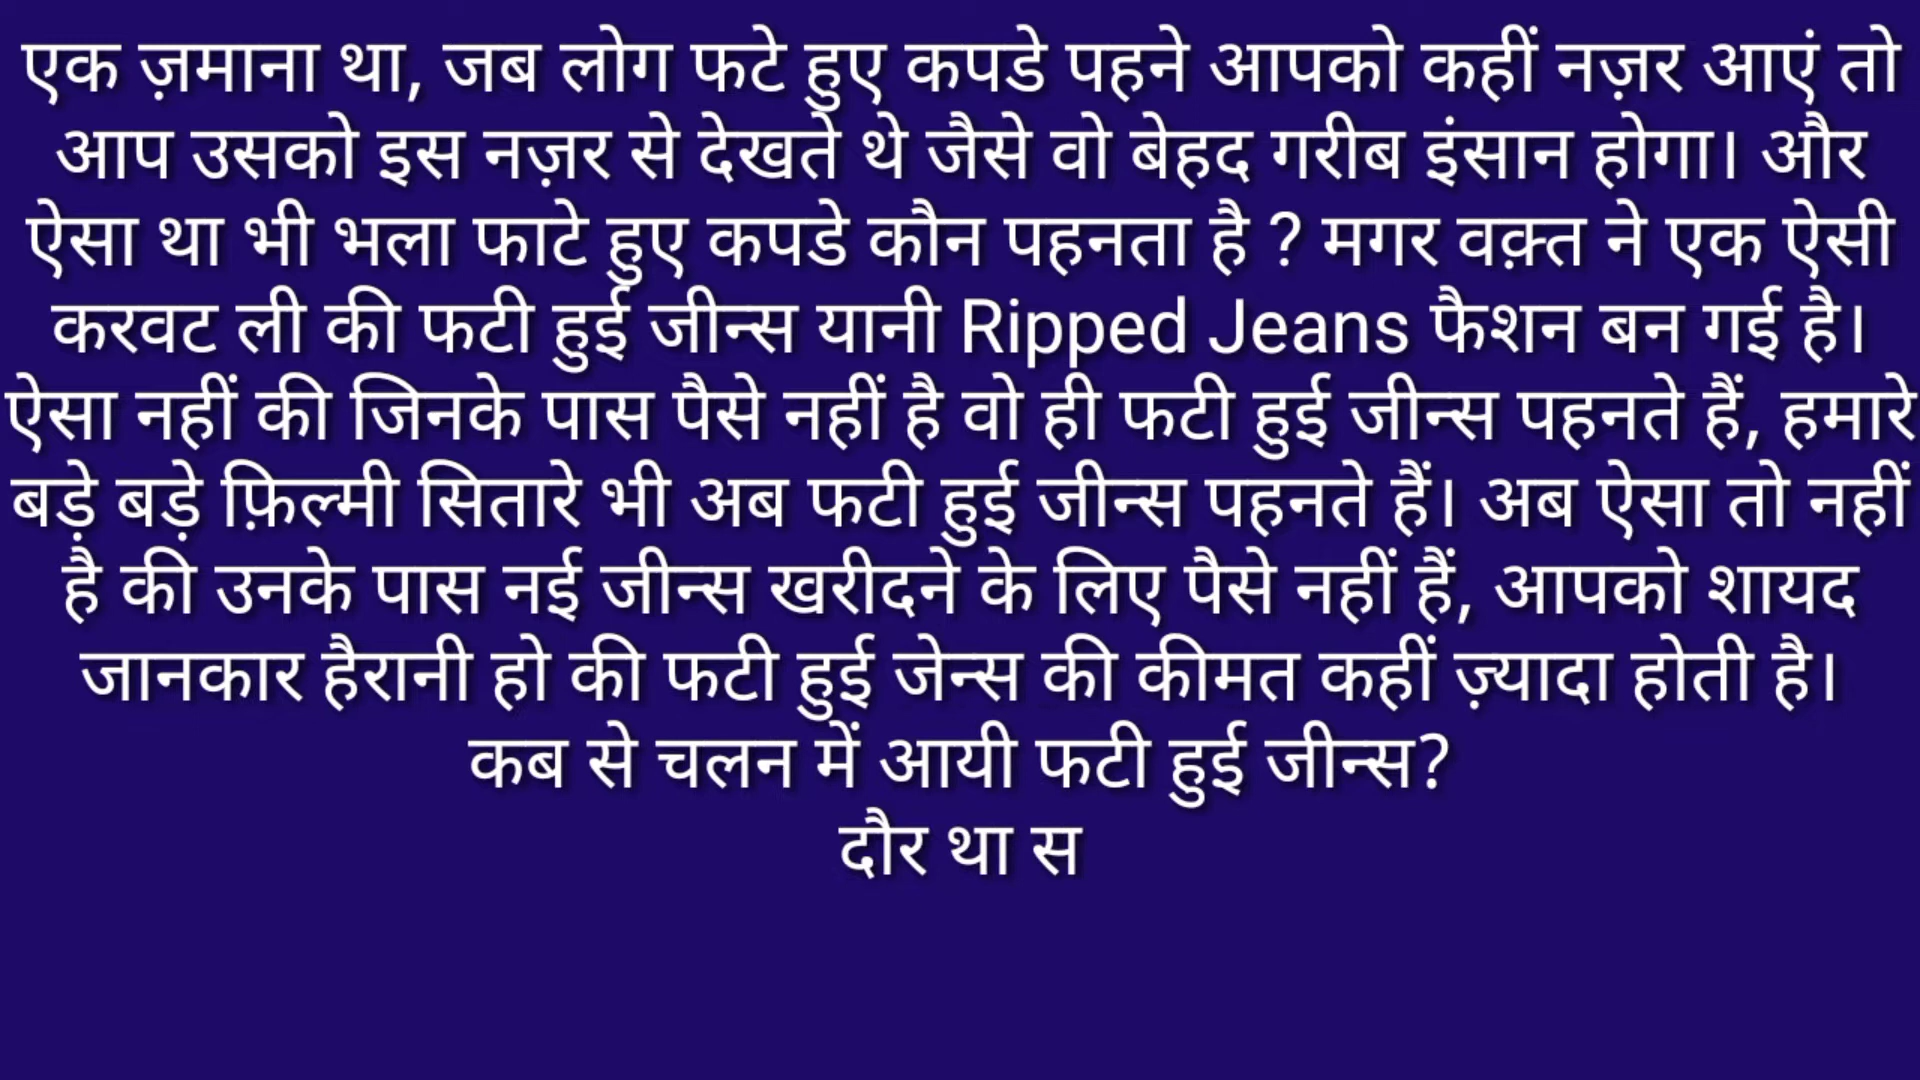 एक ज़माना था, जब लोग फटे हुए कपडे पहने आपको कहीं नज़र आएं तो
आप उसको इस नज़र से देखते थे जैसे वो बेहद गरीब इंसान होगा। और
ऐसा था भी भला फाटे हुए कपडे कौन पहनता है ? मगर वक़्त ने एक ऐसी
करवट ली की फटी हुई जीन्स यानी Ripped Jeans फैशन बन गई है।
ऐसा नहीं की जिनके पास पैसे नहीं है वो ही फटी हुई जीन्स पहनते हैं, हमारे
बड़े बड़े फ़िल्मी सितारे भी अब फटी हुई जीन्स पहनते हैं। अब ऐसा तो नहीं
है की उनके पास नई जीन्स खरीदने के लिए पैसे नहीं हैं, आपको शायद
जानकार हैरानी हो की फटी हुई जेन्स की कीमत कहीं ज़्यादा होती है।
कब से चलन में आयी फटी हुई जीन्स?
दौर था स